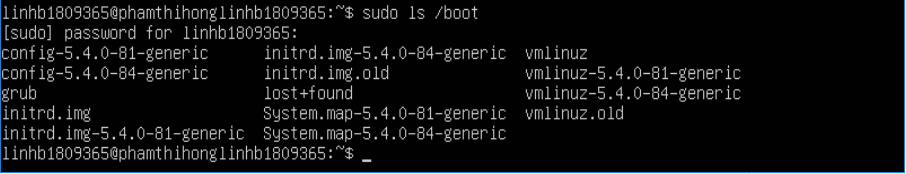 linhb1809365@phamthihonglinhb1809365:~$ sudo ls /boot
[sudo] password for linhb1809365:
config-5.4.0-81-generic      initrd.img-5.4.0-84-generic  vmlinuz
config-5.4.0-84-generic      initrd.img.old               vmlinuz-5.4.0-81-generic
grub                         lost+found                   vmlinuz-5.4.0-84-generic
initrd.img                   System.map-5.4.0-81-generic  vmlinuz.old
initrd.img-5.4.0-81-generic  System.map-5.4.0-84-generic
linhb1809365@phamthihonglinhb1809365:~$ _